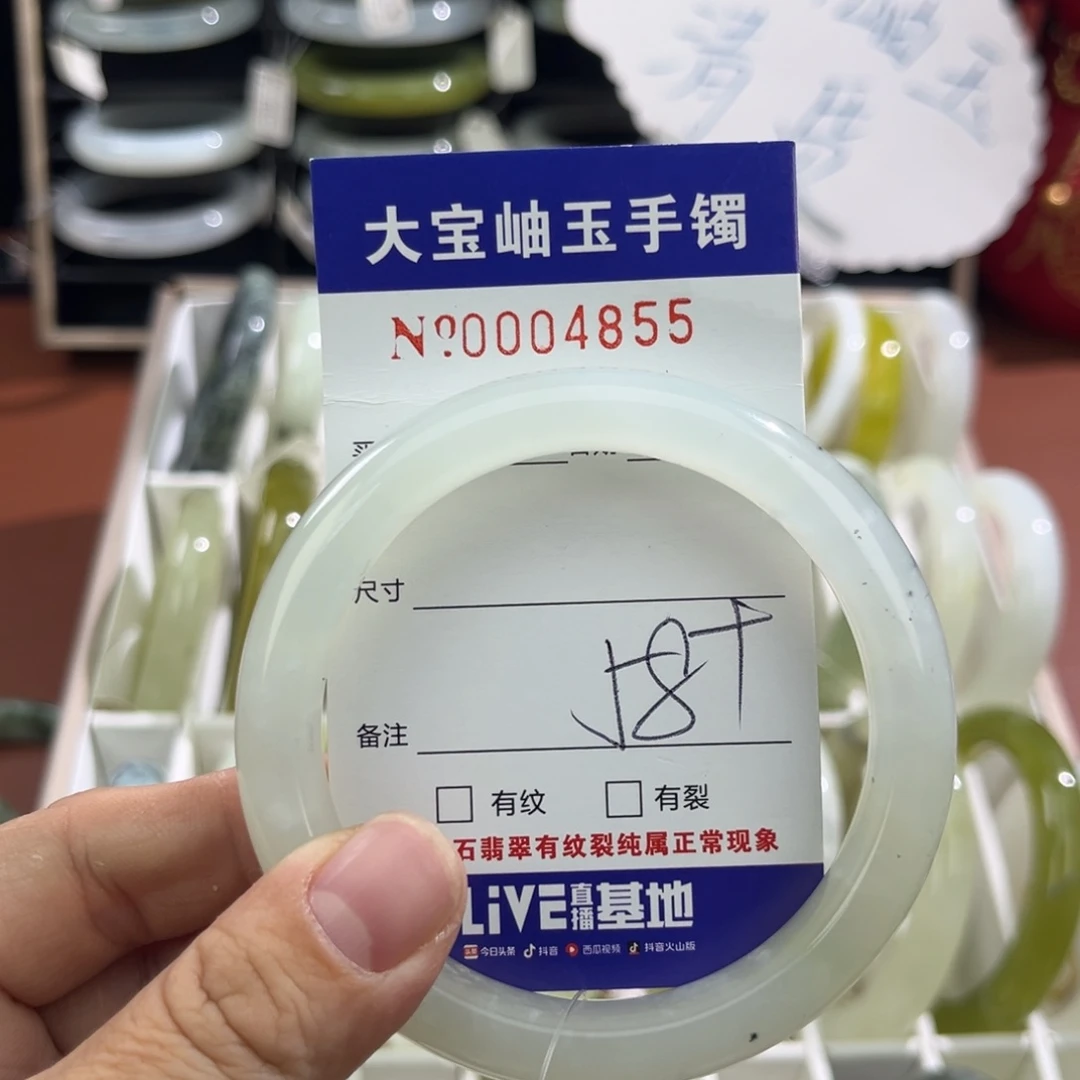 大宝岫玉手镯
Nº0004855
尺寸
备注
有纹
有裂
石翡翠有纹裂纯属正常现象
LiVE直播基地
今日头条 抖音 西瓜视频 抖音火山版